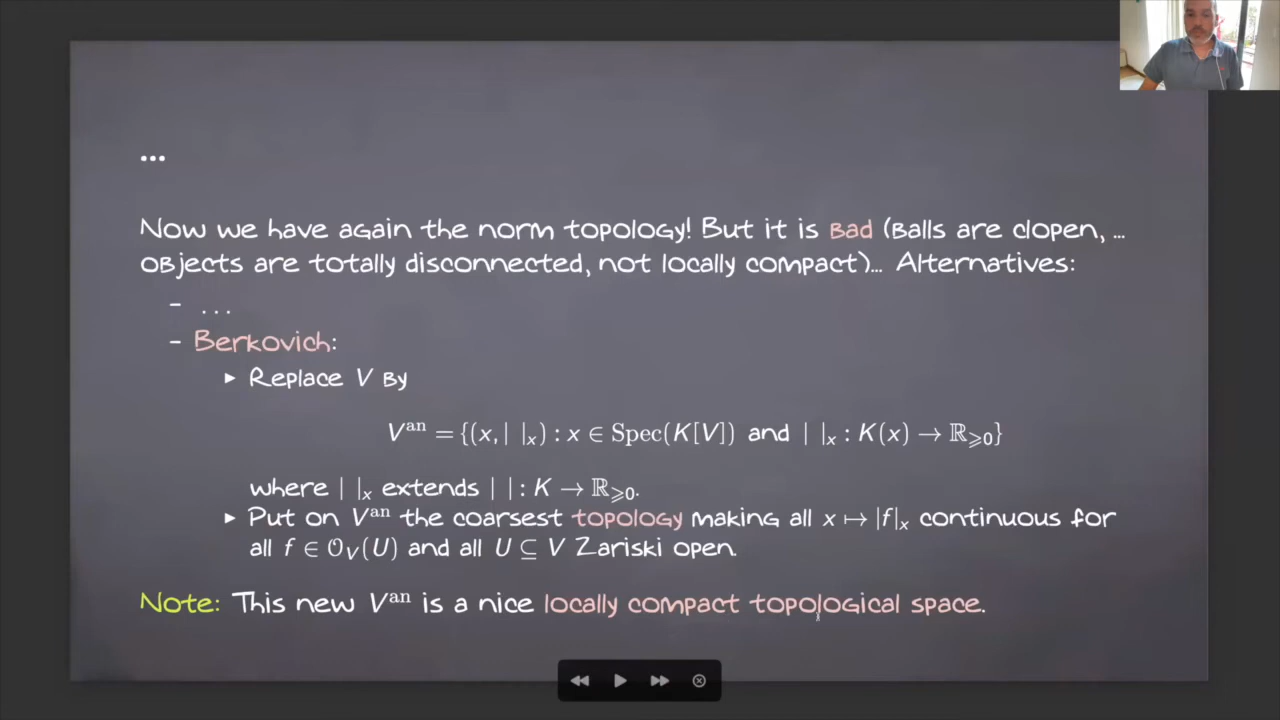 ...
Now we have again the norm topology! But it is bad (balls are clopen, ...
objects are totally disconnected, not locally compact)... Alternatives:
- ...
- Berkovich:
▸ Replace V by
V^an = {(x, | |_x) : x ∈ Spec(K[V]) and | |_x : K(x) → ℝ_⩾0}
where | |_x extends | | : K → ℝ_⩾0.
▸ Put on V^an the coarsest topology making all x ↦ |f|_x continuous for
all f ∈ 𝒪_V(U) and all U ⊆ V Zariski open.
Note: This new V^an is a nice locally compact topological space.